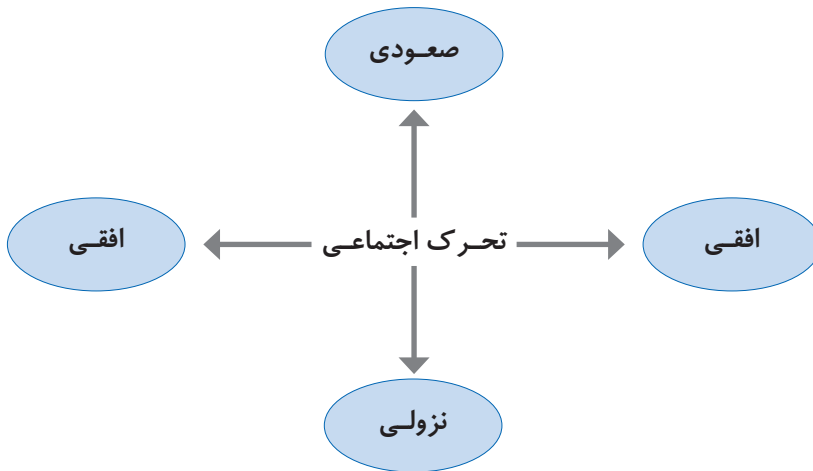 صعودی
افقی
تحرک اجتماعی
افقی
نزولی